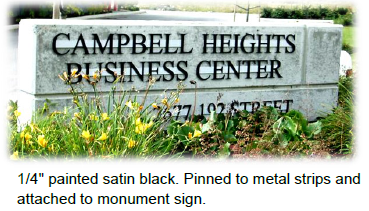 CAMPBELL HEIGHTS
BUSINESS CENTER
77 192 STREET
1/4" painted satin black. Pinned to metal strips and
attached to monument sign.